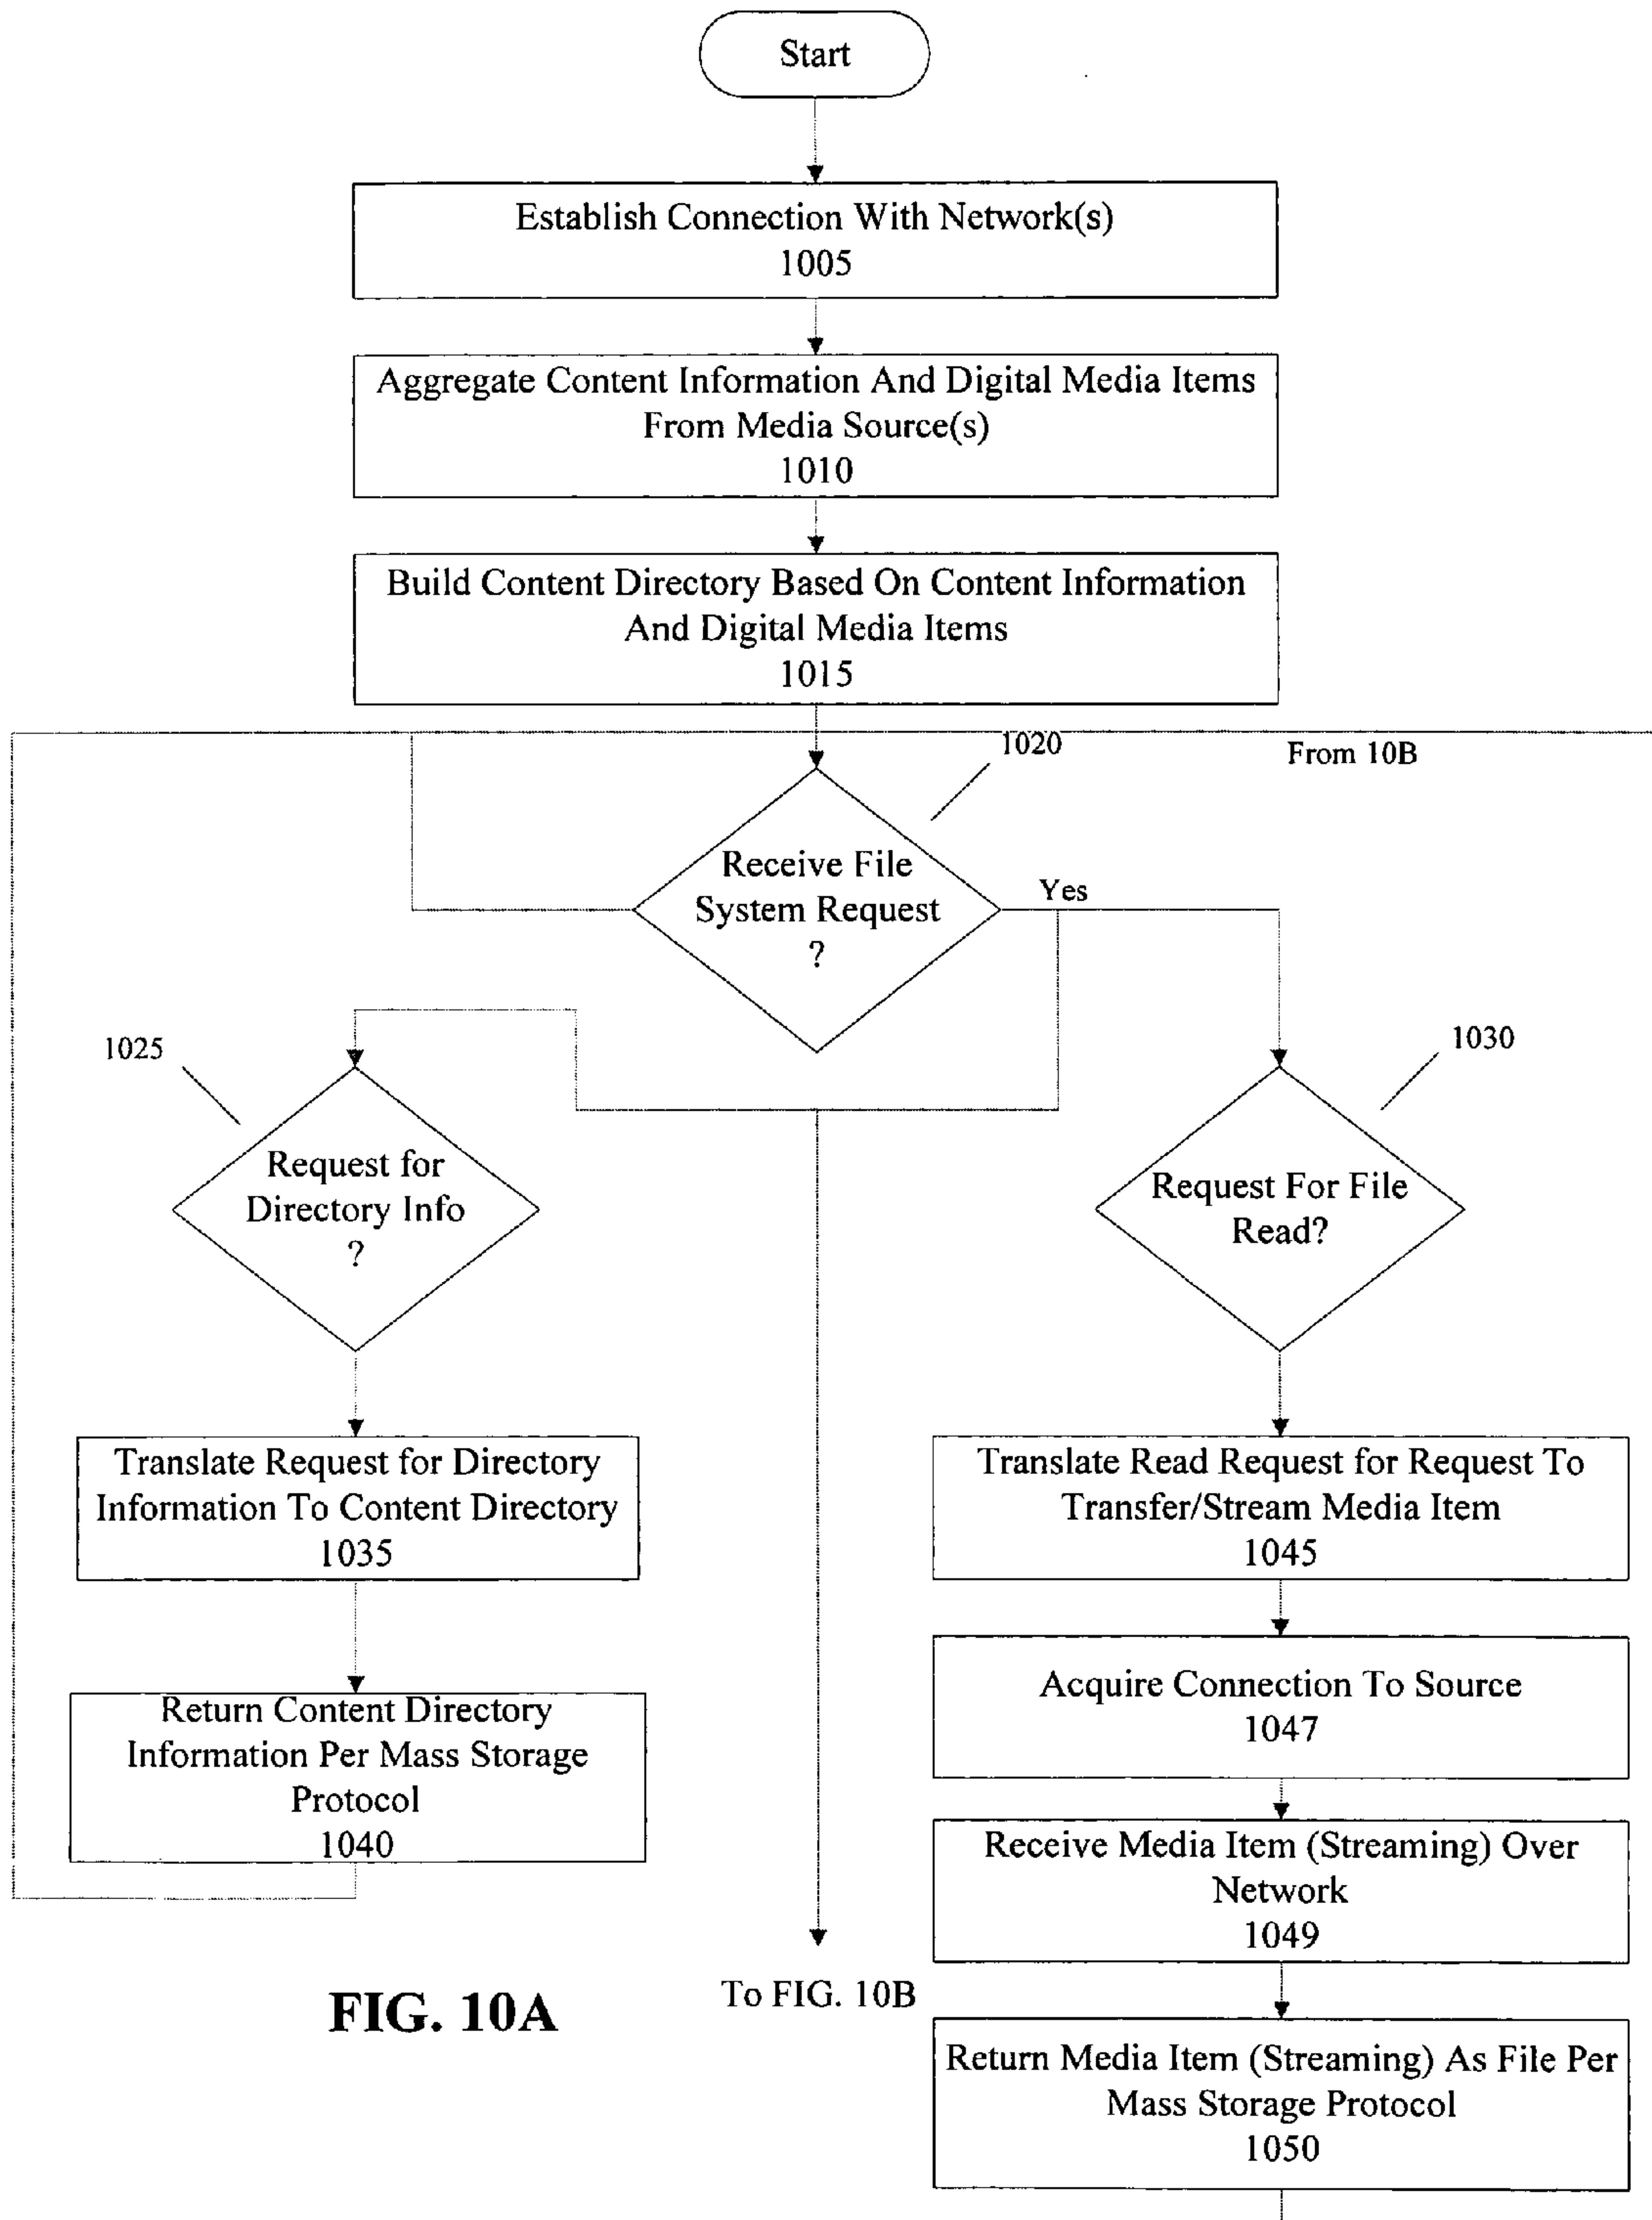 Start
Establish Connection With Network(s)
1005
Aggregate Content Information And Digital Media Items
From Media Source(s)
1010
Build Content Directory Based On Content Information
And Digital Media Items
1015
1020
From 10B
Receive File
System Request
?
Yes
1025
1030
Request for
Directory Info
?
Request For File
Read?
Translate Request for Directory
Information To Content Directory
1035
Translate Read Request for Request To
Transfer/Stream Media Item
1045
Acquire Connection To Source
1047
Return Content Directory
Information Per Mass Storage
Protocol
1040
Receive Media Item (Streaming) Over
Network
1049
FIG. 10A
To FIG. 10B
Return Media Item (Streaming) As File Per
Mass Storage Protocol
1050